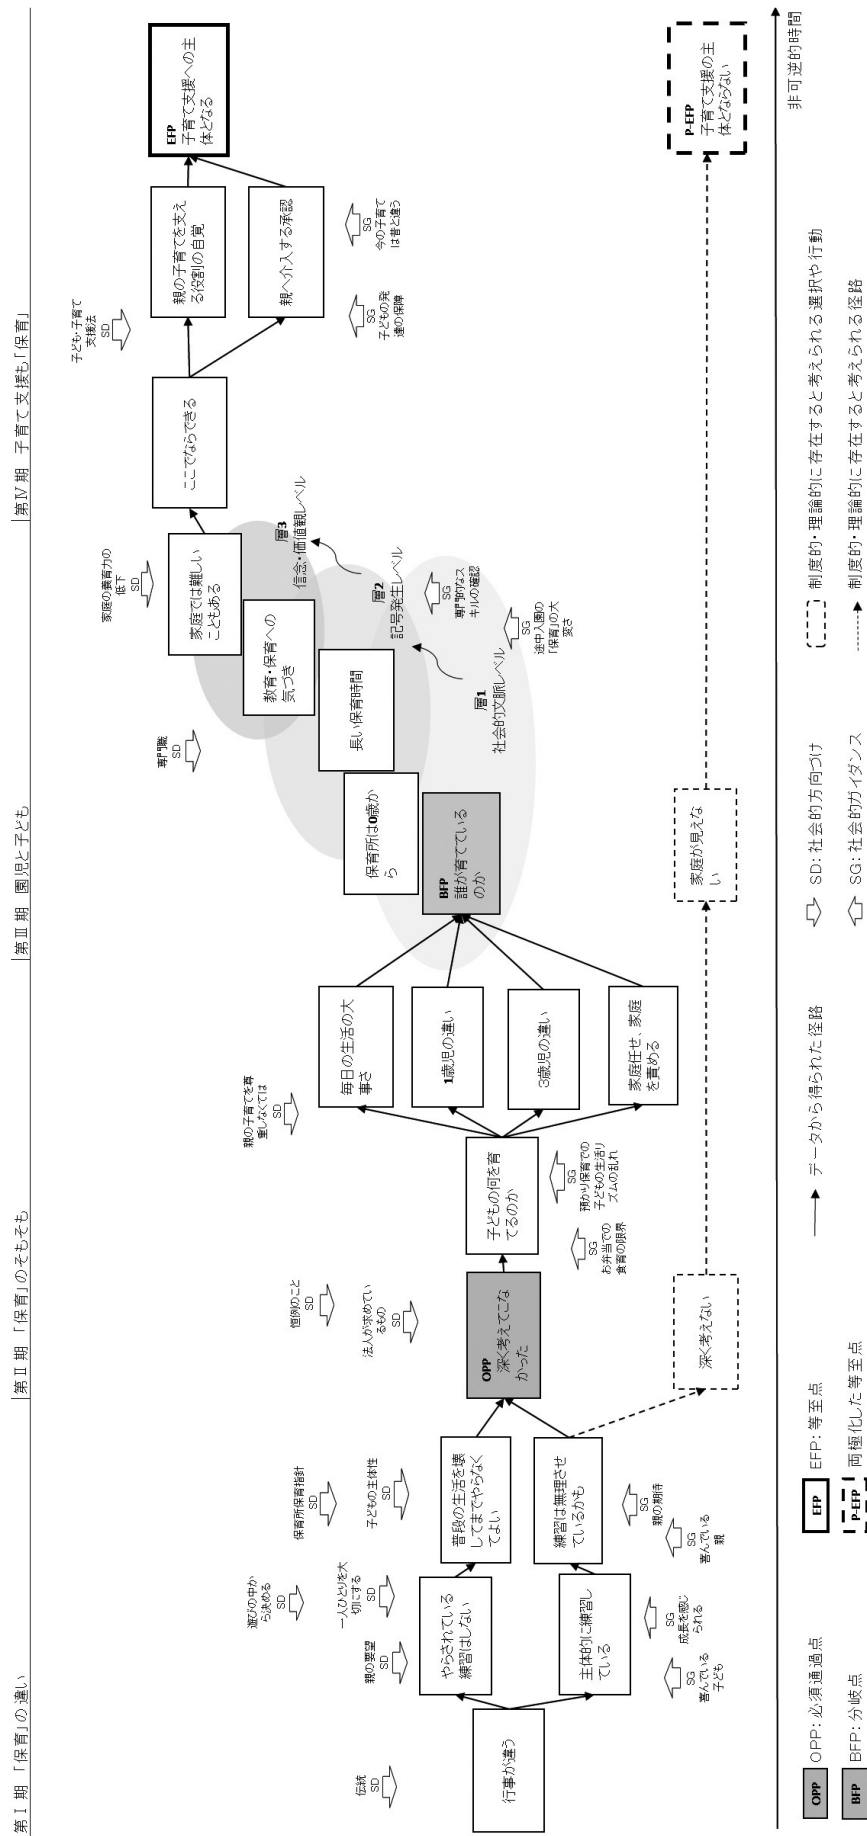 第Ⅰ期 「保育」の違い
第Ⅱ期 「保育」のそもそも
第Ⅲ期 園児と子ども
第Ⅳ期 子育て支援も「保育」
伝統
SD
行事が違う
親の要望
SD
遊びの中か
ら決める
SD
一人ひとりを大
切にする
SD
やらされている
練習はしない
主体的に練習し
ている
SG
喜んでいる
子ども
SG
成長を感じ
られる
保育所保育指針
SD
子どもの主体性
SD
普段の生活を壊
してまでやらなく
てよい
練習は無理させ
ているかも
SG
喜んでいる
親
SG
親の期待
恒例のこと
SD
法人が求めてい
るもの
SD
OPP
深く考えてこな
かった
深く考えない
子どもの何を育
てるのか
SG
お弁当での
食育の限界
SG
預かり保育での
子どもの生活リ
ズムの乱れ
親の子育てを尊
重しなくては
SD
毎日の生活の大
事さ
1歳児の違い
3歳児の違い
家庭任せ、家庭
を責める
BFP
誰が育てている
のか
保育所は0歳か
ら
長い保育時間
教育・保育への
気づき
家庭では難しい
こどもある
家庭が見えな
い
専門職
SD
家庭の養育力の
低下
SD
層1
社会的文脈レベル
層2
記号発生レベル
層3
信念・価値観レベル
SG
途中入園の
「保育」の大
変さ
SG
専門的なス
キルの確認
ここでならできる
子ども・子育て
支援法
SD
親の子育てを支え
る役割の自覚
親へ介入する承認
SG
子どもの発
達の保障
SG
今の子育て
は昔と違う
EFP
子育て支援への主
体となる
P-EFP
子育て支援の主
体とならない
非可逆的時間
OPP
OPP: 必須通過点
EFP
EFP: 等至点
データから得られた径路
SD: 社会的方向づけ
制度的・理論的に存在すると考えられる選択や行動
BFP
BFP: 分岐点
P-EFP
両極化した等至点
SG: 社会的ガイダンス
制度的・理論的に存在すると考えられる径路